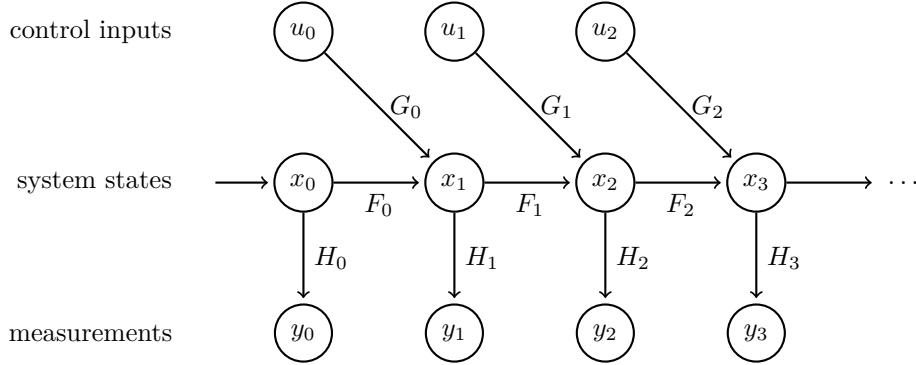 control inputs u₀ u₁ u₂
G₀ G₁ G₂
system states x₀ x₁ x₂ x₃ ⋯
F₀ F₁ F₂
H₀ H₁ H₂ H₃
measurements y₀ y₁ y₂ y₃